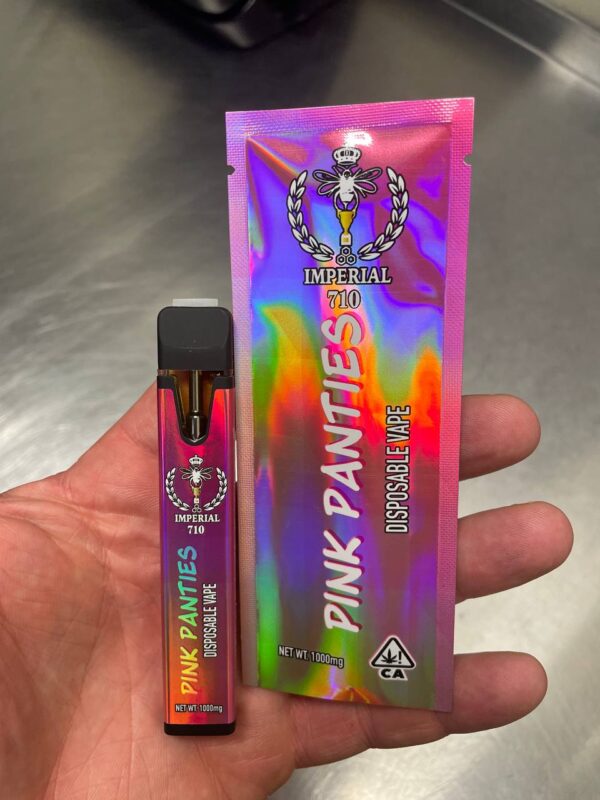 IMPERIAL
710
PINK PANTIES
DISPOSABLE VAPE
NET WT. 1000mg
CA
IMPERIAL
710
PINK PANTIES
DISPOSABLE VAPE
NET WT. 1000mg